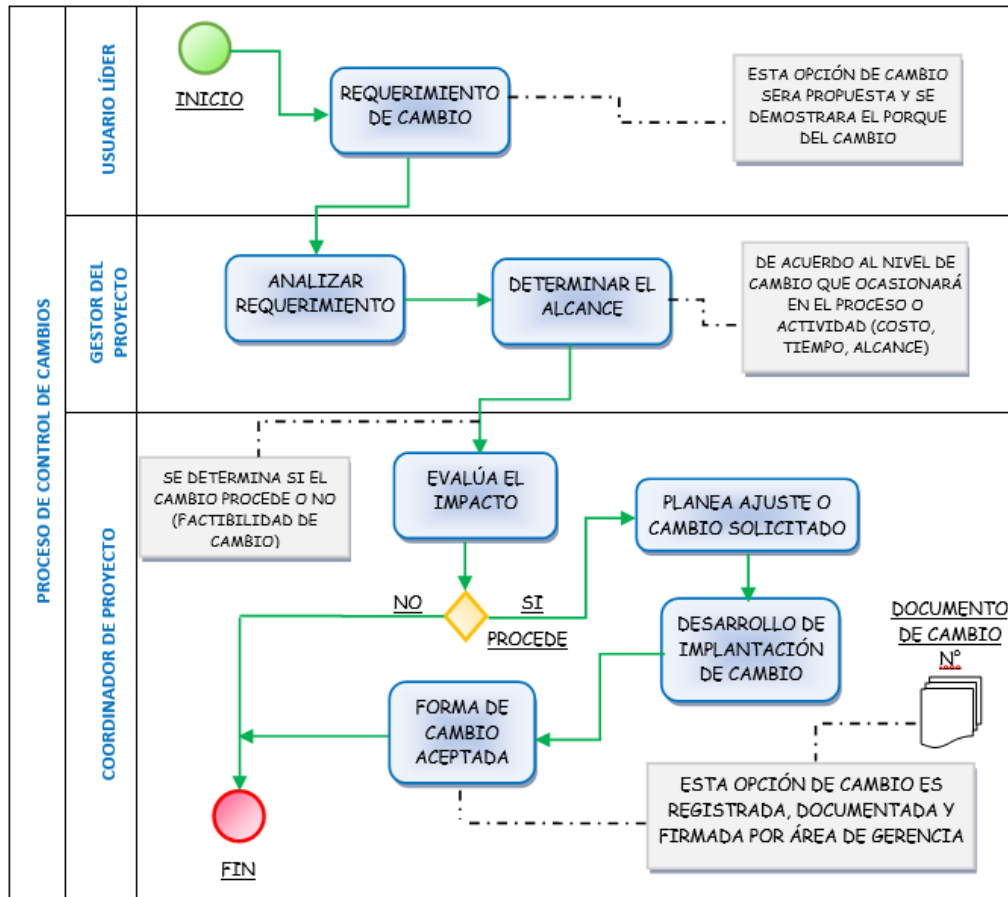 PROCESO DE CONTROL DE CAMBIOS
USUARIO LÍDER
INICIO
REQUERIMIENTO
DE CAMBIO
ESTA OPCIÓN DE CAMBIO
SERA PROPUESTA Y SE
DEMOSTRARA EL PORQUE
DEL CAMBIO
GESTOR DEL
PROYECTO
ANALIZAR
REQUERIMIENTO
DETERMINAR EL
ALCANCE
DE ACUERDO AL NIVEL DE
CAMBIO QUE OCASIONARÁ
EN EL PROCESO O
ACTIVIDAD (COSTO,
TIEMPO, ALCANCE)
COORDINADOR DE PROYECTO
SE DETERMINA SI EL
CAMBIO PROCEDE O NO
(FACTIBILIDAD DE
CAMBIO)
EVALÚA EL
IMPACTO
PLANEA AJUSTE O
CAMBIO SOLICITADO
NO
SI
PROCEDE
DESARROLLO DE
IMPLANTACIÓN
DE CAMBIO
DOCUMENTO
DE CAMBIO
N°
FORMA DE
CAMBIO
ACEPTADA
ESTA OPCIÓN DE CAMBIO ES
REGISTRADA, DOCUMENTADA Y
FIRMADA POR ÁREA DE GERENCIA
FIN